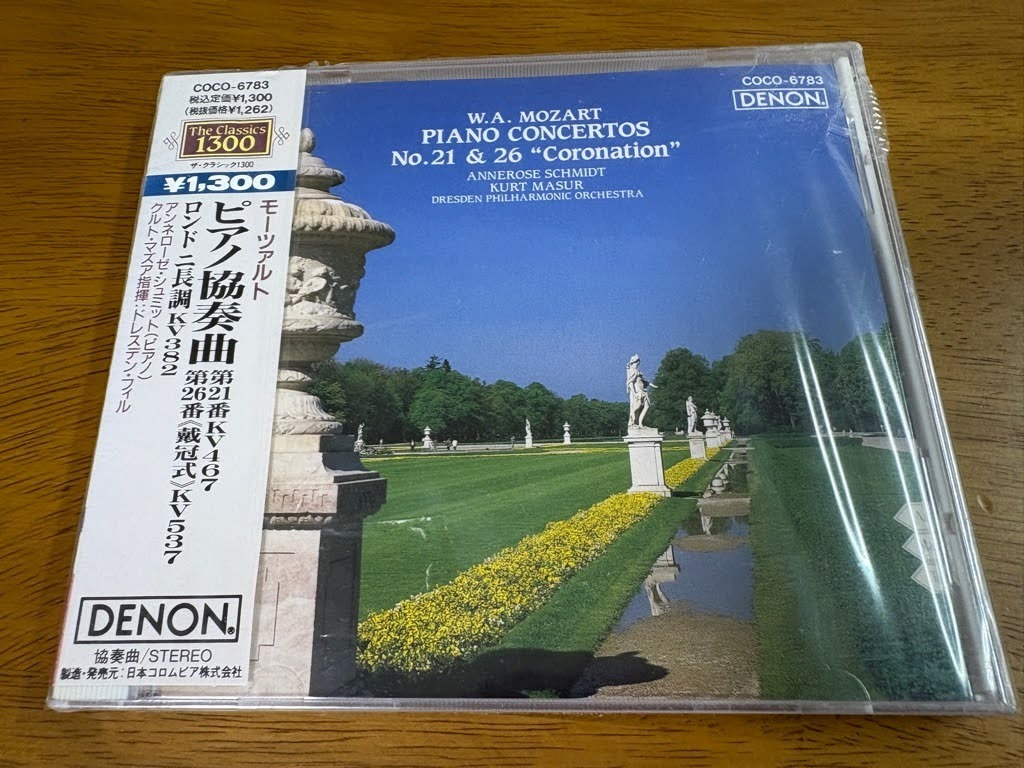 COCO-6783
税込定価¥1,300
(税抜価格¥1,262)
The Classics
1300
ザ・クラシック1300
¥1,300
モーツァルト
ピアノ協奏曲 第21番KV467
第26番《戴冠式》KV537
ロンド ニ長調 KV382
アンネローゼ・シュミット(ピアノ)
クルト・マズア指揮:ドレスデン・フィル
DENON®
協奏曲/STEREO
製造・発売元:日本コロムビア株式会社
COCO-6783
DENON®
W.A. MOZART
PIANO CONCERTOS
No.21 & 26 "Coronation"
ANNEROSE SCHMIDT
KURT MASUR
DRESDEN PHILHARMONIC ORCHESTRA